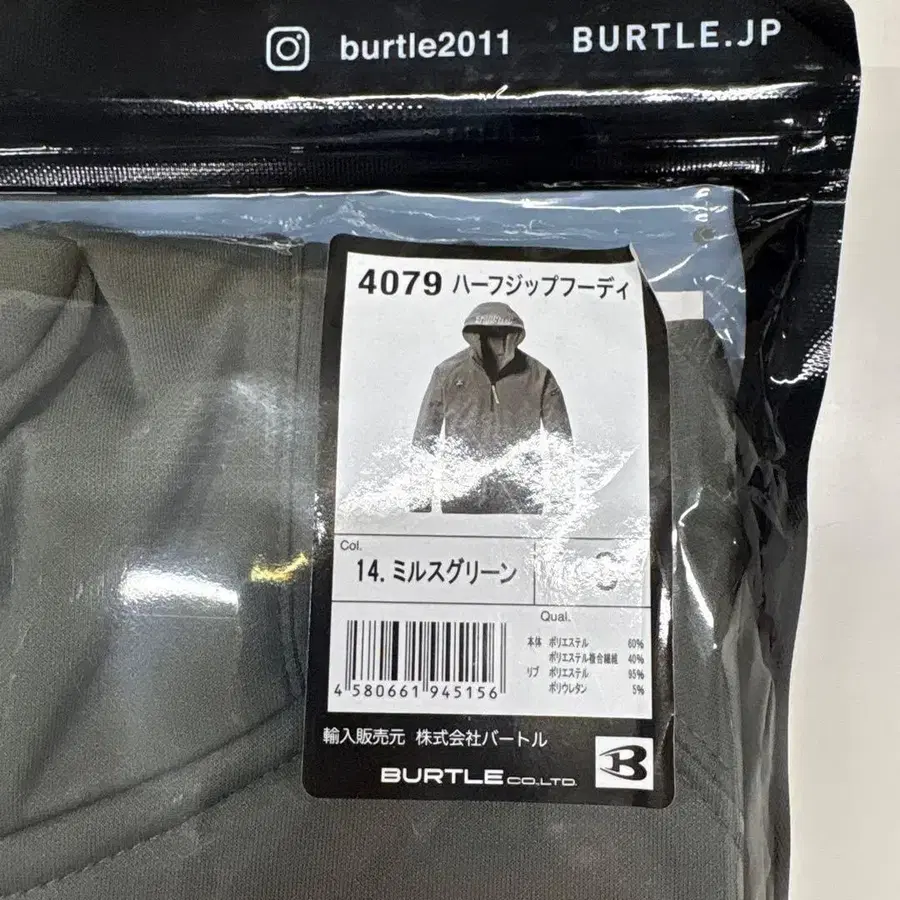 burtle2011 BURTLE.JP
4079 ハーフジップフーディ
Col.
14. ミルスグリーン
Qual.
本体 ポリエステル 60%
ポリエステル複合繊維 40%
リブ ポリエステル 95%
ポリウレタン 5%
4 580661 945156
輸入販売元 株式会社バートル
BURTLE CO.,LTD.
B